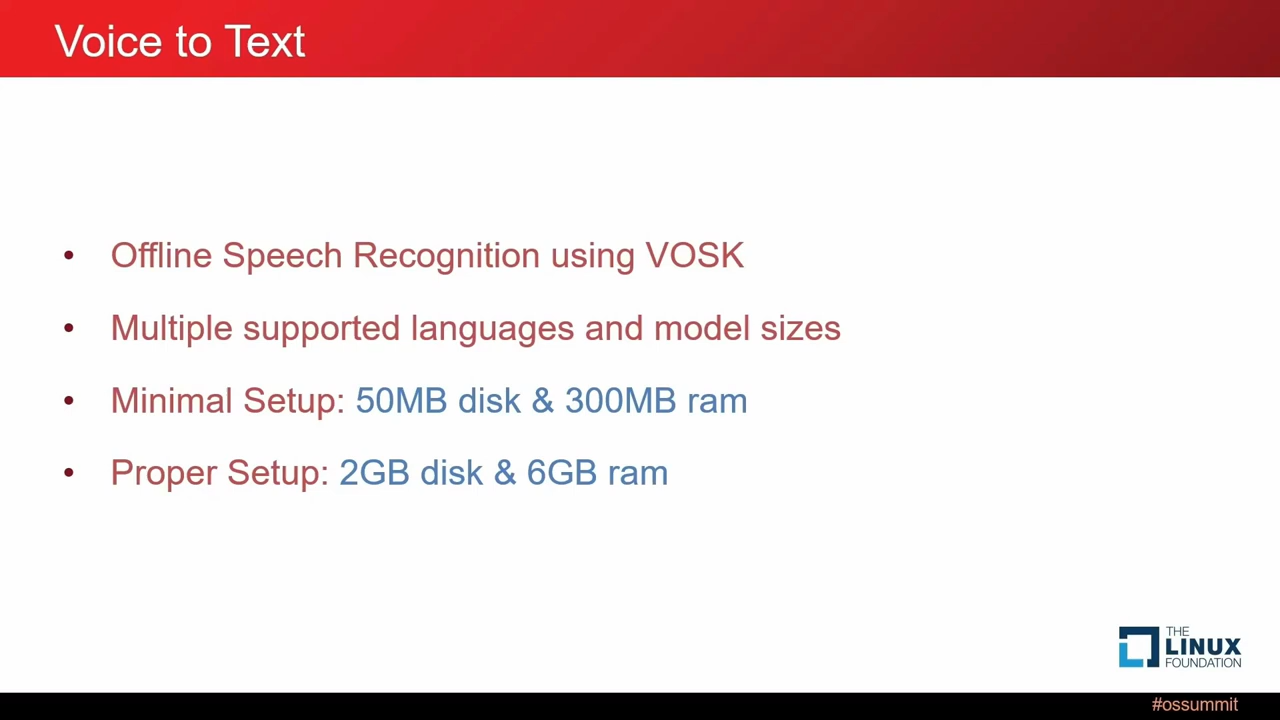 Voice to Text
• Offline Speech Recognition using VOSK
• Multiple supported languages and model sizes
• Minimal Setup: 50MB disk & 300MB ram
• Proper Setup: 2GB disk & 6GB ram
THE
LINUX
FOUNDATION
#ossummit